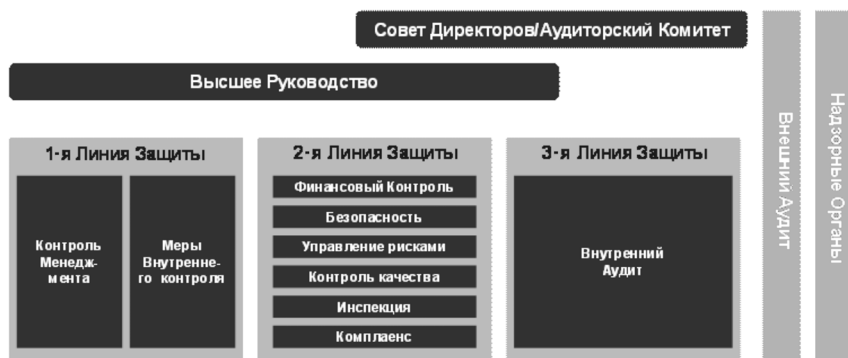 Совет Директоров/Аудиторский Комитет
Высшее Руководство
1-я Линия Защиты
Контроль
Менедж-
мента
Меры
Внутренне-
го контроля
2-я Линия Защиты
Финансовый Контроль
Безопасность
Управление рисками
Контроль качества
Инспекция
Комплаенс
3-я Линия Защиты
Внутренний
Аудит
Внешний Аудит
Надзорные Органы